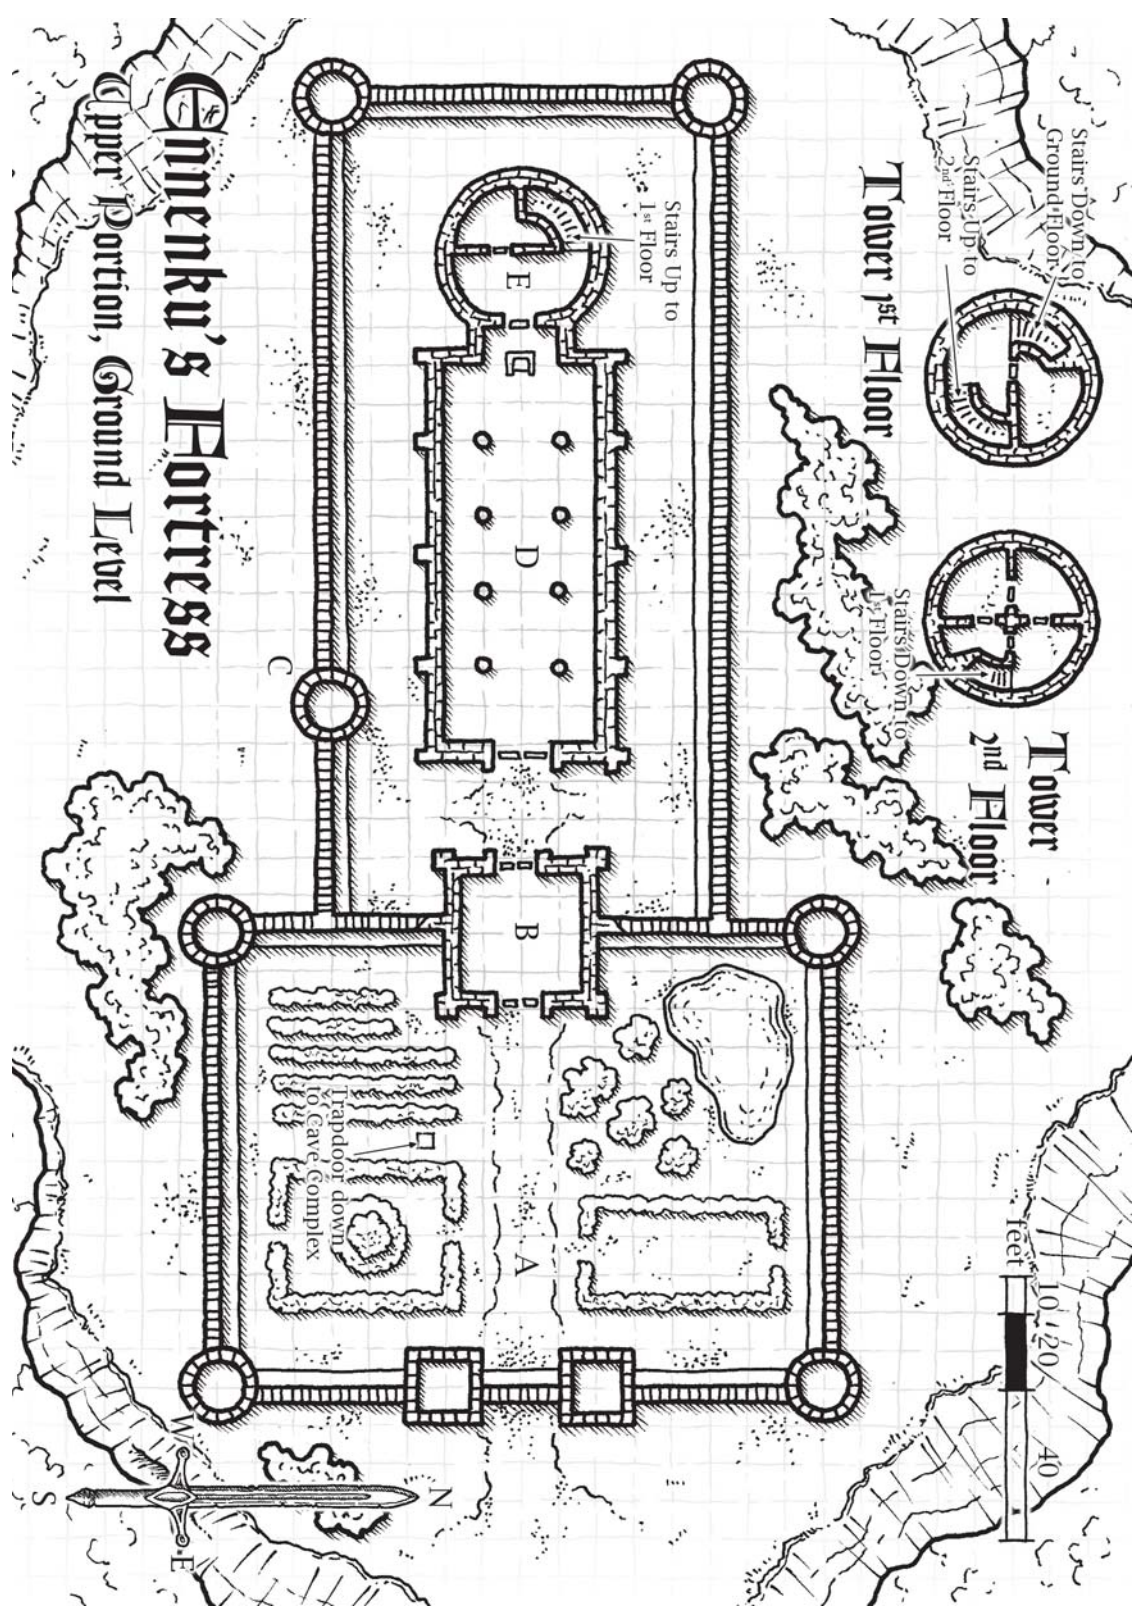 Stairs Down to
Ground Floor
Stairs Up to
2nd Floor
Tower 1st Floor
Tower
2nd Floor
Stairs Down to
1st Floor
feet
10 20 40
Stairs Up to
1st Floor
E
D
B
A
C
Trapdoor down
to Cave Complex
Ennenku's Fortress
Upper Portion, Ground Level
N
W
E
S